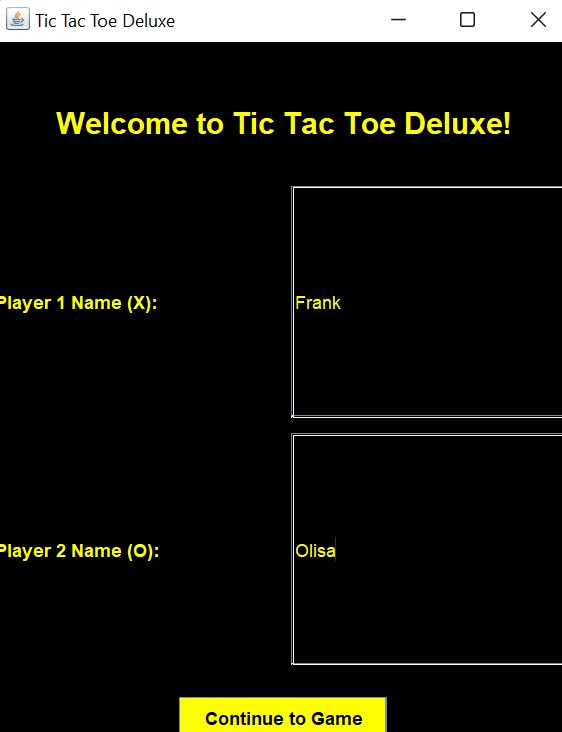 Tic Tac Toe Deluxe
Welcome to Tic Tac Toe Deluxe!
Player 1 Name (X):
Frank
Player 2 Name (O):
Olisa
Continue to Game